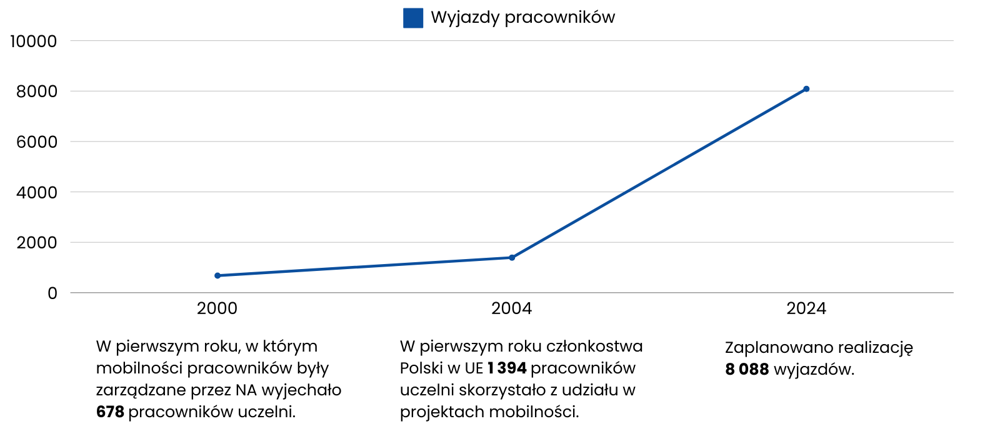 Wyjazdy pracowników
10000
8000
6000
4000
2000
0
2000
2004
2024
W pierwszym roku, w którym
mobilności pracowników były
zarządzane przez NA wyjechało
678 pracowników uczelni.
W pierwszym roku członkostwa
Polski w UE 1 394 pracowników
uczelni skorzystało z udziału w
projektach mobilności.
Zaplanowano realizację
8 088 wyjazdów.